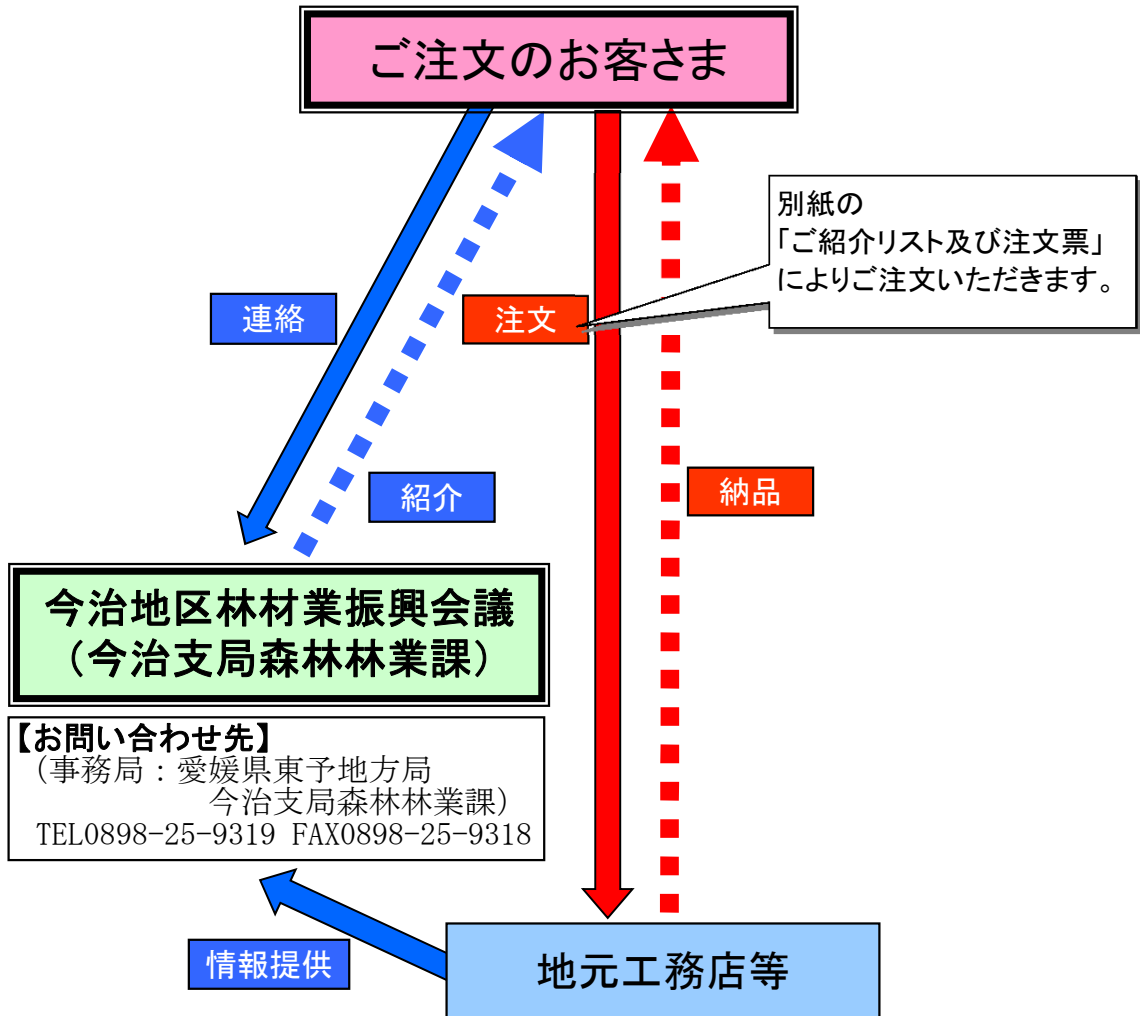 ご注文のお客さま
別紙の
「ご紹介リスト及び注文票」
によりご注文いただきます。
連絡
注文
紹介
納品
今治地区林材業振興会議
（今治支局森林林業課）
【お問い合わせ先】
（事務局：愛媛県東予地方局
今治支局森林林業課）
TEL0898-25-9319 FAX0898-25-9318
情報提供
地元工務店等